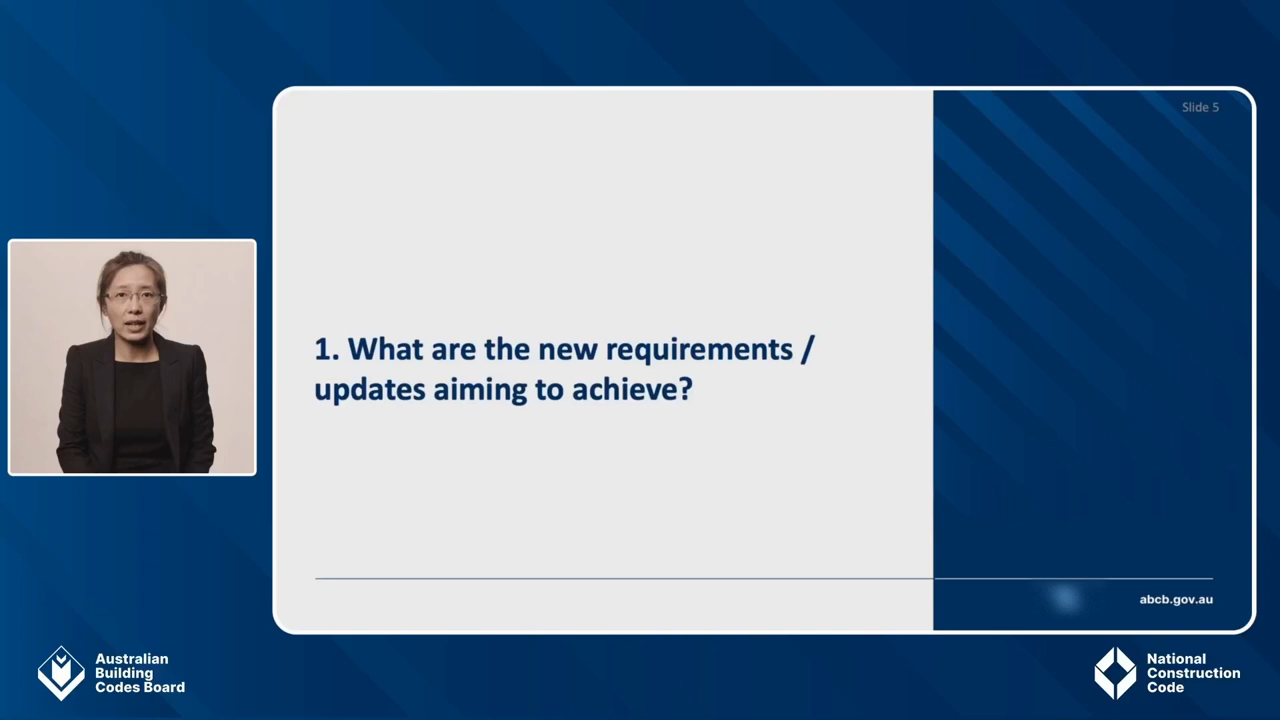 Slide 5
1. What are the new requirements /
updates aiming to achieve?
abcb.gov.au
Australian
Building
Codes Board
National
Construction
Code